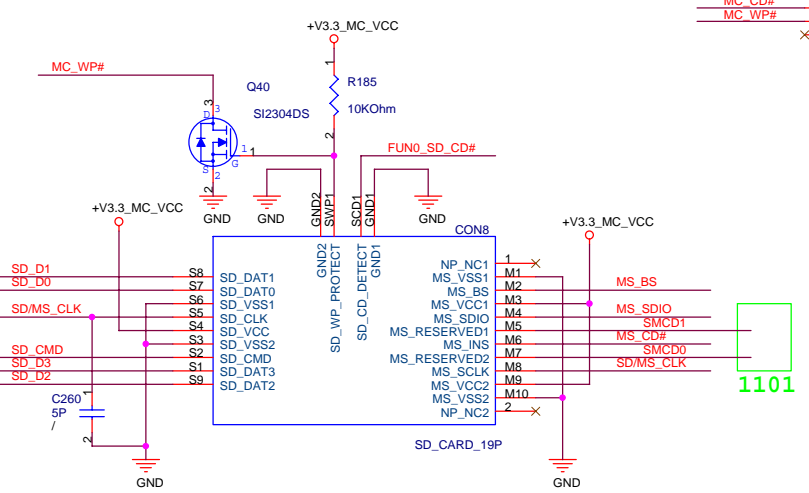 MC_CD#
MC_WP#
+V3.3_MC_VCC
MC_WP#
1
R185
10KOhm
2
Q40
SI2304DS
3
D
3
1
G
1
S
2
2
FUN0_SD_CD#
GND
GND
GND
GND2
SWP1
SCD1
GND1
+V3.3_MC_VCC
+V3.3_MC_VCC
CON8
GND2
SD_WP_PROTECT
SD_CD_DETECT
GND1
SD_D1 S8 SD_DAT1
SD_D0 S7 SD_DAT0
S6 SD_VSS1
SD/MS_CLK S5 SD_CLK
S4 SD_VCC
S3 SD_VSS2
SD_CMD S2 SD_CMD
SD_D3 S1 SD_DAT3
SD_D2 S9 SD_DAT2
NP_NC1 1
MS_VSS1 M1
MS_BS M2 MS_BS
MS_VCC1 M3
MS_SDIO M4 MS_SDIO
MS_RESERVED1 M5 SMCD1
MS_INS M6 MS_CD#
MS_RESERVED2 M7 SMCD0
MS_SCLK M8 SD/MS_CLK
MS_VCC2 M9
MS_VSS2 M10
NP_NC2 2
1101
C260
5P
/
1
2
SD_CARD_19P
GND
GND